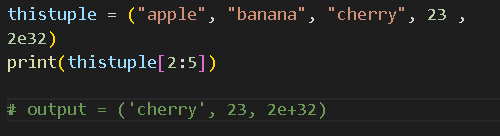 thistuple = ("apple", "banana", "cherry", 23 ,
2e32)
print(thistuple[2:5])
# output = ('cherry', 23, 2e+32)